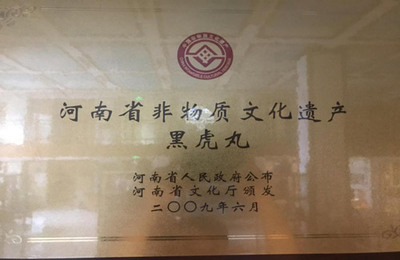 河南省非物质文化遗产
黑虎丸
河南省人民政府公布
河南省文化厅颁发
二〇〇九年六月